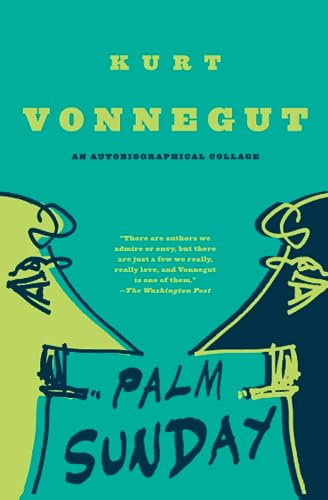 KURT
VONNEGUT
AN AUTOBIOGRAPHICAL COLLAGE
"There are authors we
admire or envy, but there
are just a few we really,
really love, and Vonnegut
is one of them."
—The Washington Post
PALM
SUNDAY